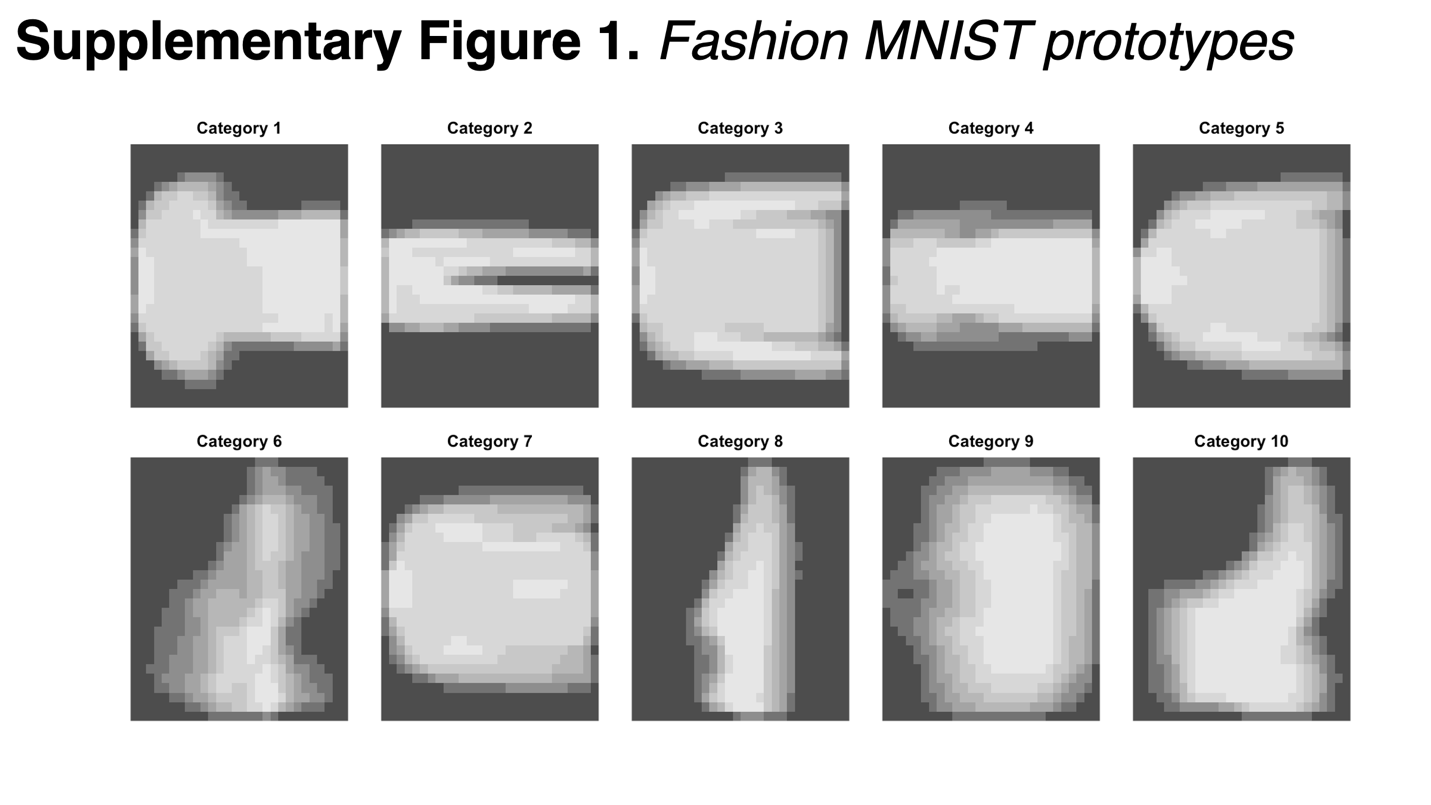 Supplementary Figure 1. Fashion MNIST prototypes
Category 1 Category 2 Category 3 Category 4 Category 5
Category 6 Category 7 Category 8 Category 9 Category 10